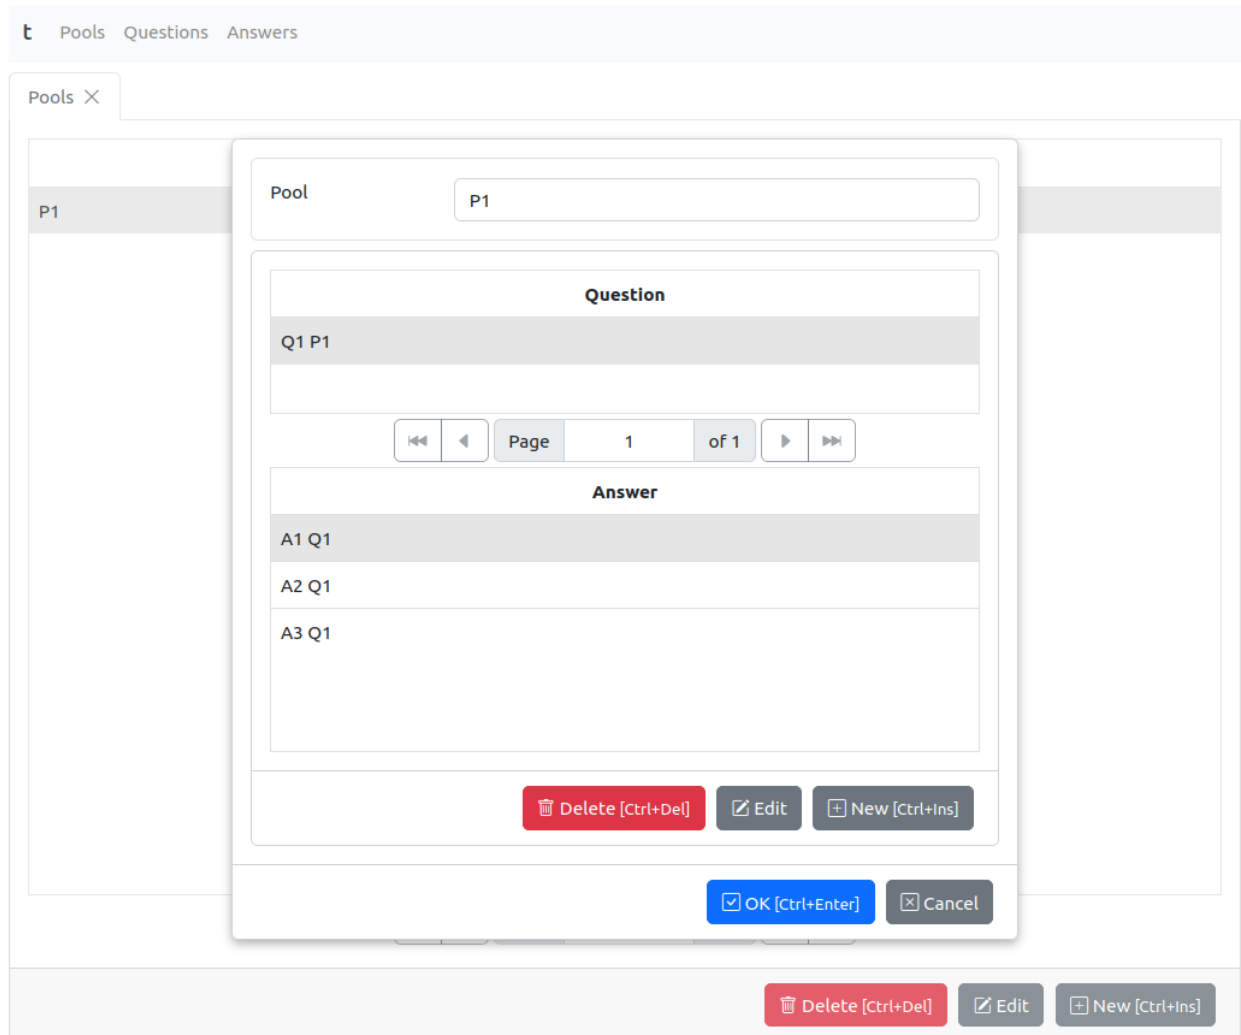 t Pools Questions Answers
Pools
P1
Pool P1
Question
Q1 P1
Page 1 of 1
Answer
A1 Q1
A2 Q1
A3 Q1
Delete [Ctrl+Del] Edit New [Ctrl+Ins]
OK [Ctrl+Enter] Cancel
Delete [Ctrl+Del] Edit New [Ctrl+Ins]